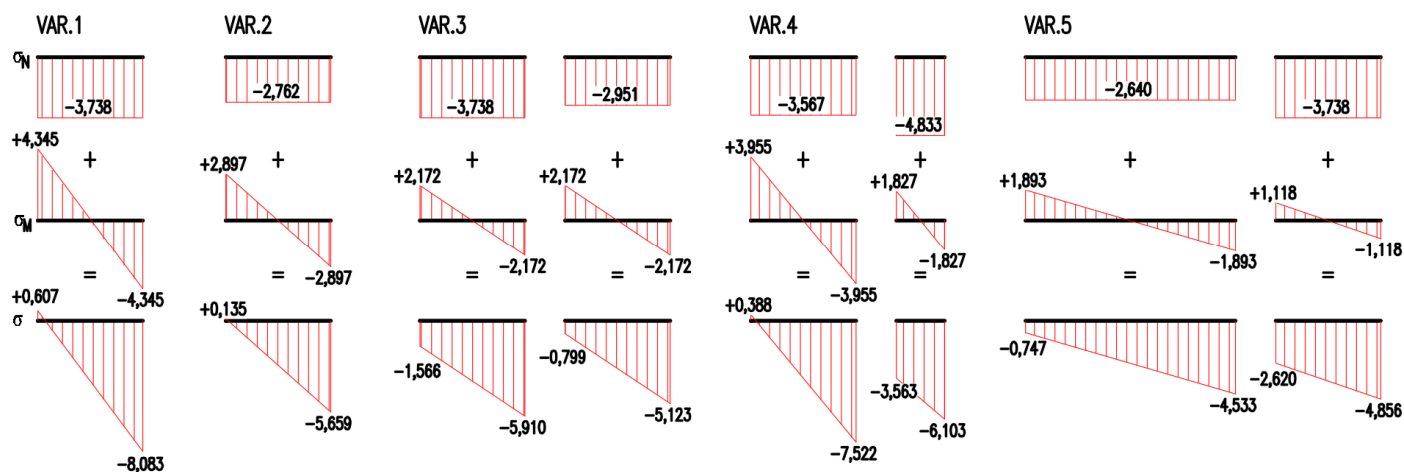 VAR.1 VAR.2 VAR.3 VAR.4 VAR.5
σN
−3,738 −2,762 −3,738 −2,951 −3,567 −4,833 −2,640 −3,738
+ + + + + + + +
+4,345 +2,897 +2,172 +2,172 +3,955 +1,827 +1,893 +1,118
σM
−4,345 −2,897 −2,172 −2,172 −3,955 −1,827 −1,893 −1,118
= = = = = = = =
+0,607 +0,135 −1,566 −0,799 +0,388 −3,563 −0,747 −2,620
σ
−8,083 −5,659 −5,910 −5,123 −7,522 −6,103 −4,533 −4,856